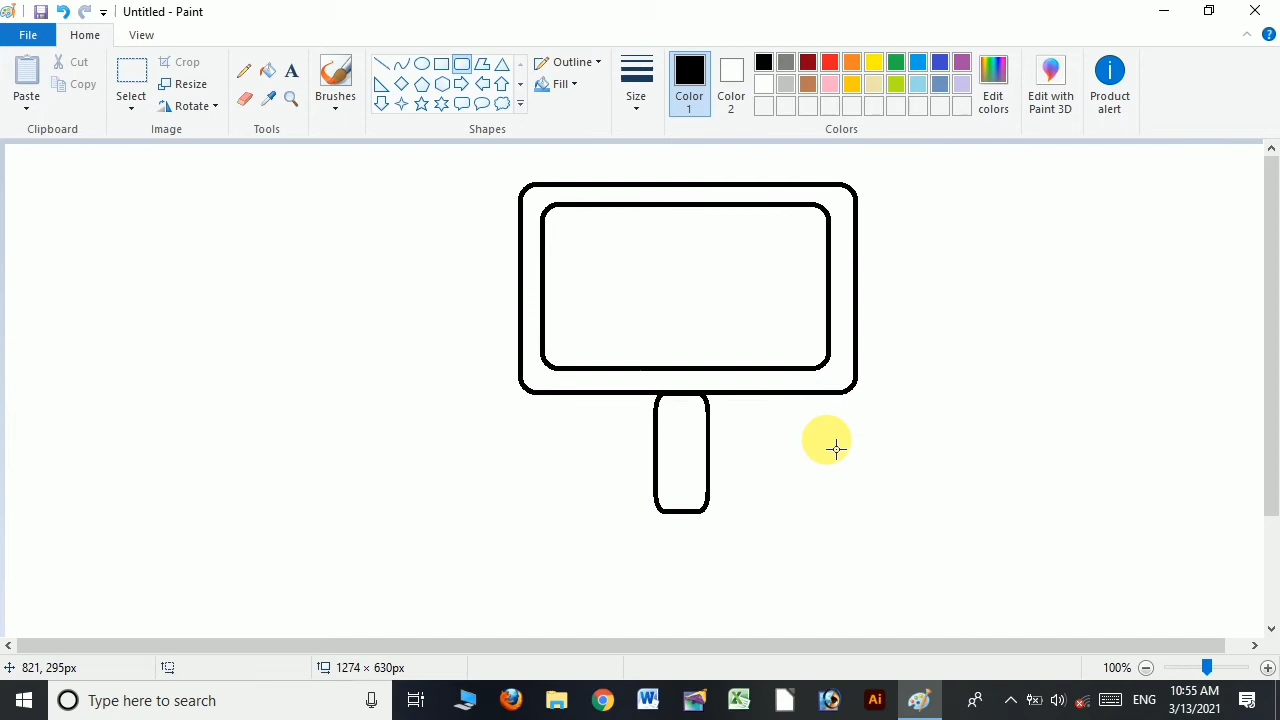 Untitled - Paint
File
Home
View
Paste
Cut
Copy
Clipboard
Select
Crop
Resize
Rotate
Image
A
Tools
Brushes
Outline
Fill
Shapes
Size
Color 1
Color 2
Edit colors
Colors
Edit with Paint 3D
Product alert
821, 295px
1274 × 630px
100%
Type here to search
W
X
Ai
ENG
10:55 AM
3/13/2021